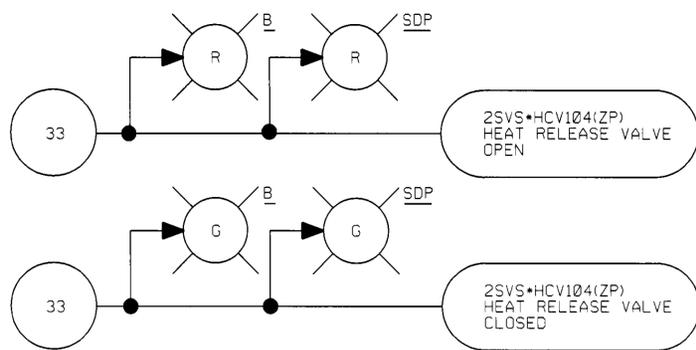 B
SDP
R
R
33
2SVS*HCV104(ZP)
HEAT RELEASE VALVE
OPEN
B
SDP
G
G
33
2SVS*HCV104(ZP)
HEAT RELEASE VALVE
CLOSED